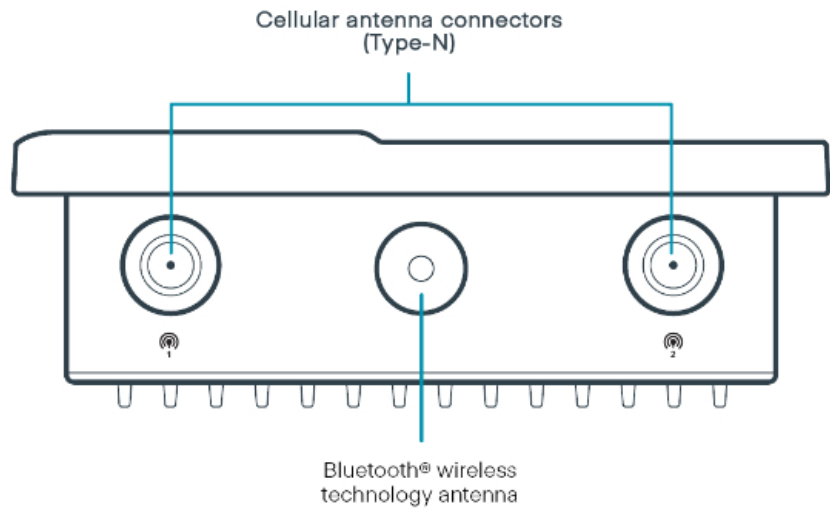 Cellular antenna connectors
(Type-N)
1
2
Bluetooth® wireless
technology antenna